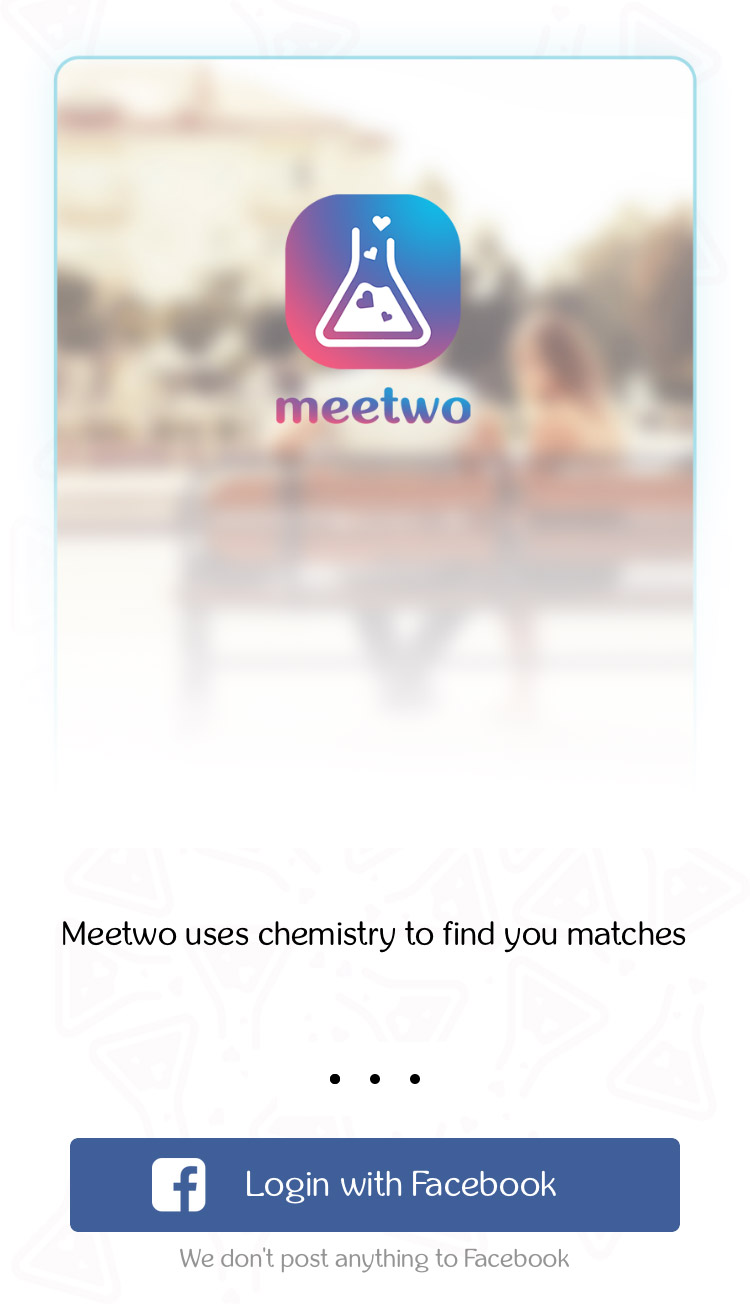 meetwo
Meetwo uses chemistry to find you matches
Login with Facebook
We don't post anything to Facebook